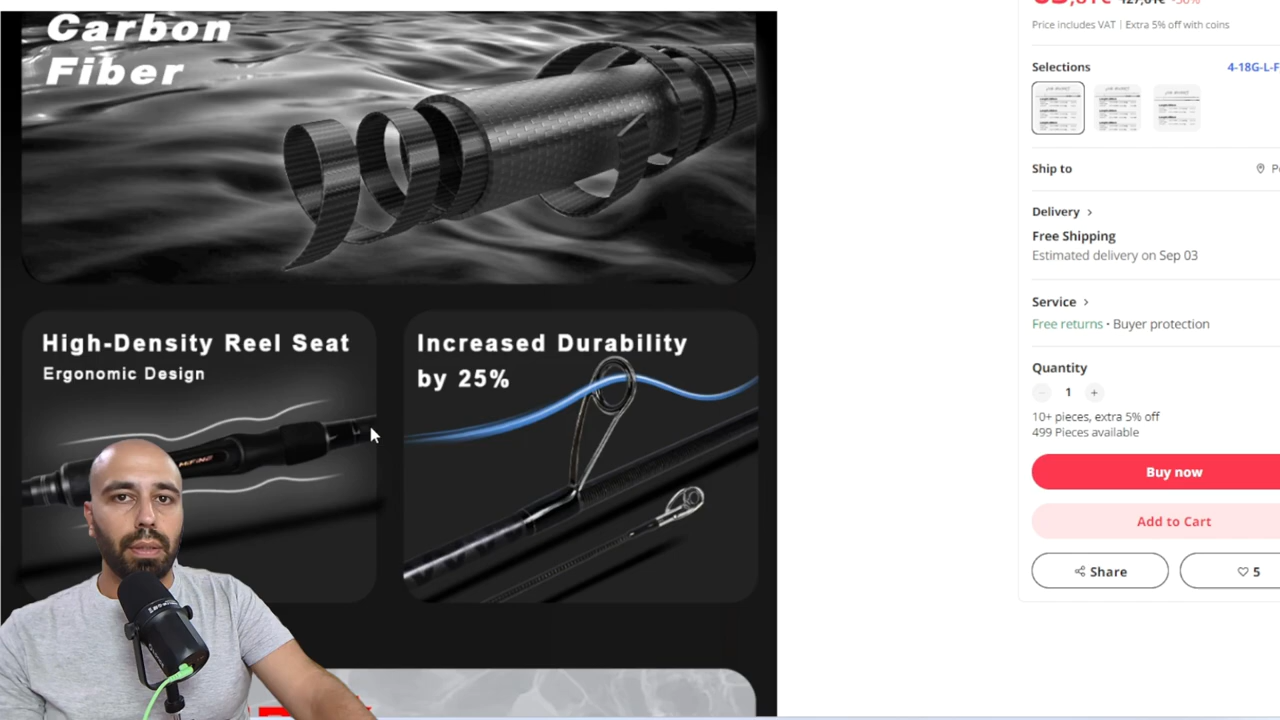 Carbon
Fiber
High-Density Reel Seat
Ergonomic Design
Increased Durability
by 25%
Price includes VAT | Extra 5% off with coins
Selections
4-18G-L-F
Ship to
Delivery
Free Shipping
Estimated delivery on Sep 03
Service
Free returns · Buyer protection
Quantity
1
10+ pieces, extra 5% off
499 Pieces available
Buy now
Add to Cart
Share
5